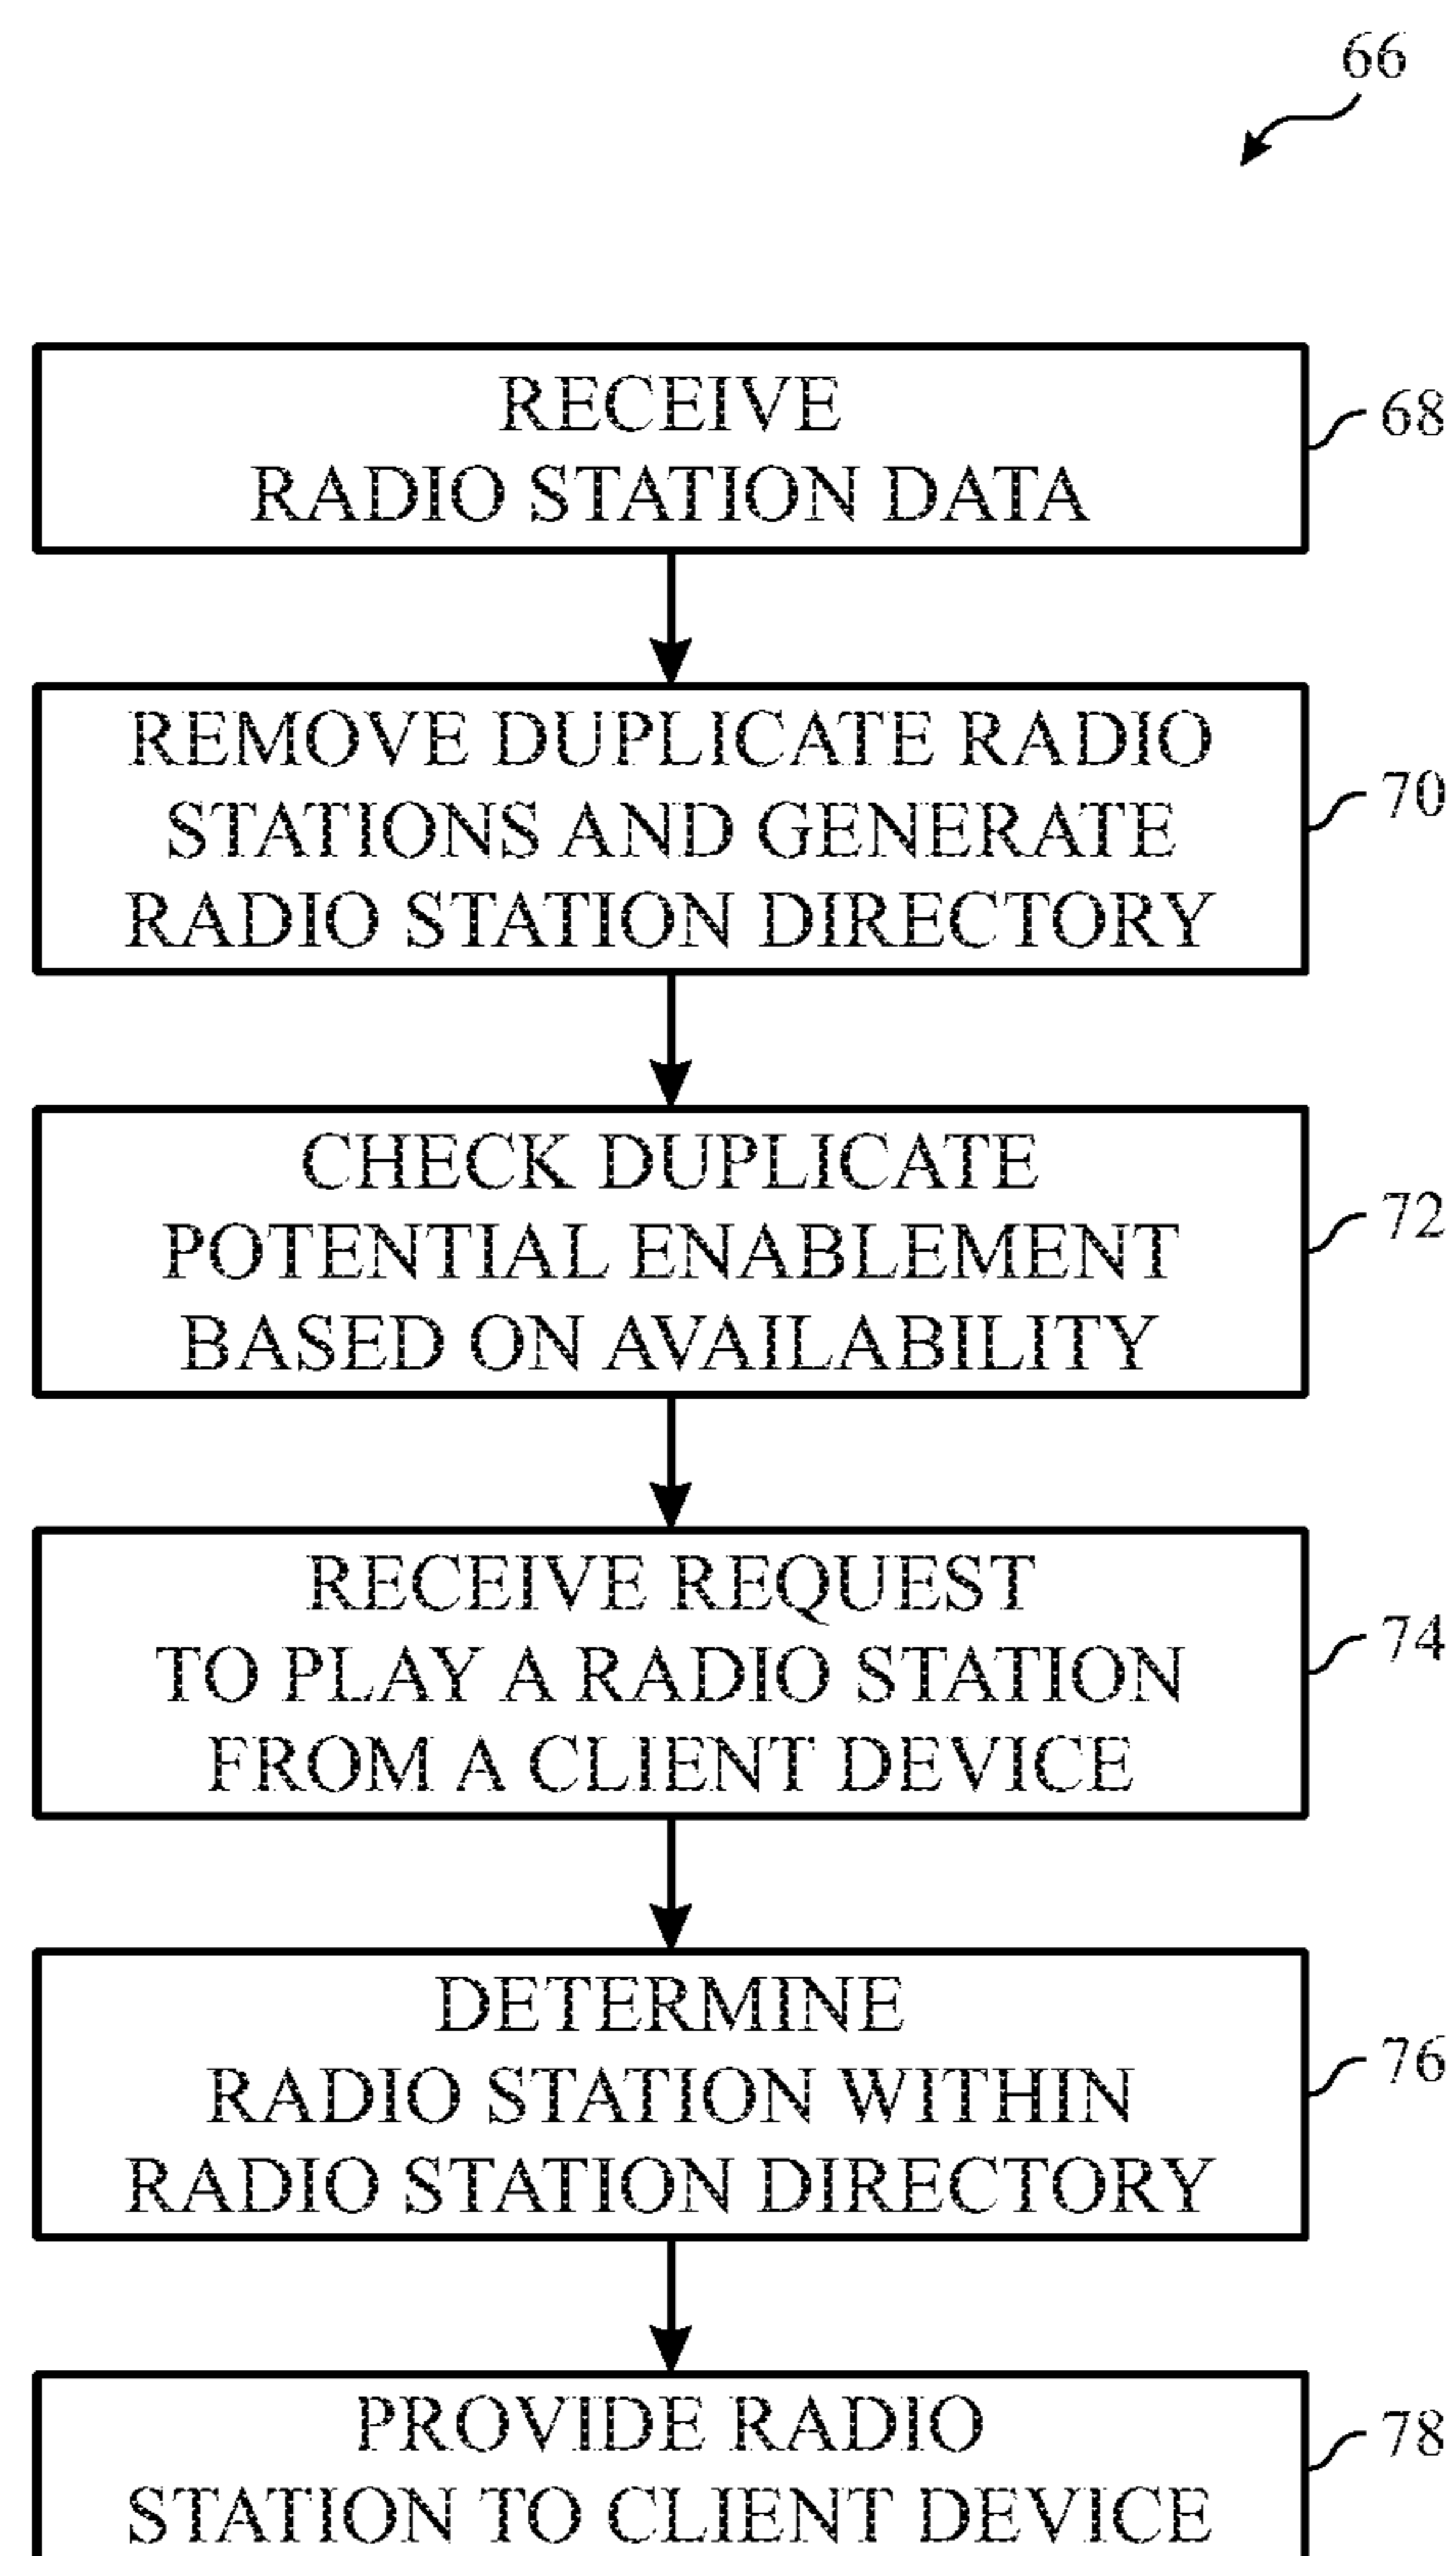 66
RECEIVE
RADIO STATION DATA
68
REMOVE DUPLICATE RADIO
STATIONS AND GENERATE
RADIO STATION DIRECTORY
70
CHECK DUPLICATE
POTENTIAL ENABLEMENT
BASED ON AVAILABILITY
72
RECEIVE REQUEST
TO PLAY A RADIO STATION
FROM A CLIENT DEVICE
74
DETERMINE
RADIO STATION WITHIN
RADIO STATION DIRECTORY
76
PROVIDE RADIO
STATION TO CLIENT DEVICE
78